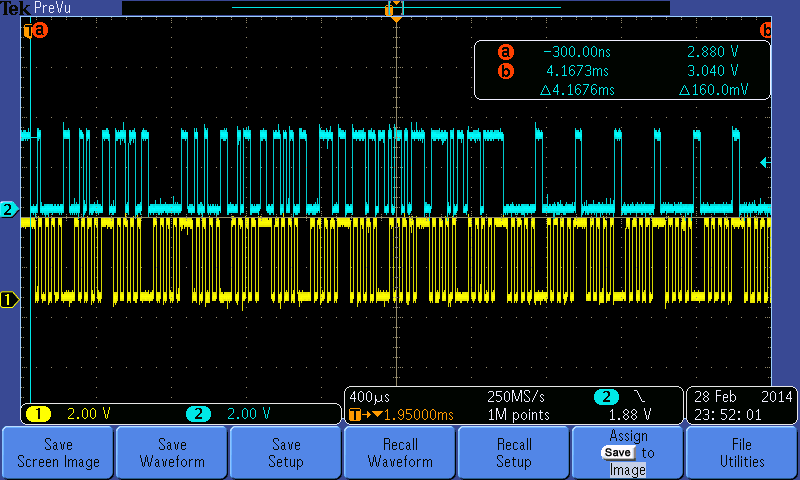 Tek PreVu
T
T a b
a −300.00ns 2.880 V
b 4.1673ms 3.040 V
△4.1676ms △160.0mV
2
1
400µs 250MS/s 2 \
T→▼1.95000ms 1M points 1.88 V
28 Feb 2014
23:52:01
1 2.00 V 2 2.00 V
Save
Screen Image
Save
Waveform
Save
Setup
Recall
Waveform
Recall
Setup
Assign
Save to
Image
File
Utilities